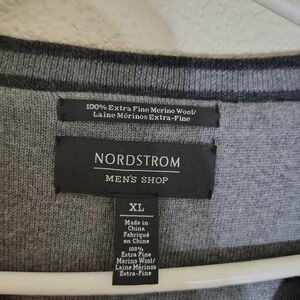 100% Extra Fine Merino Wool/
Laine Mérinos Extra-Fine
NORDSTROM
MEN'S SHOP
XL
Made in
China
Fabriqué
en Chine
100%
Extra Fine
Merino Wool/
Laine Mérinos
Extra-Fine